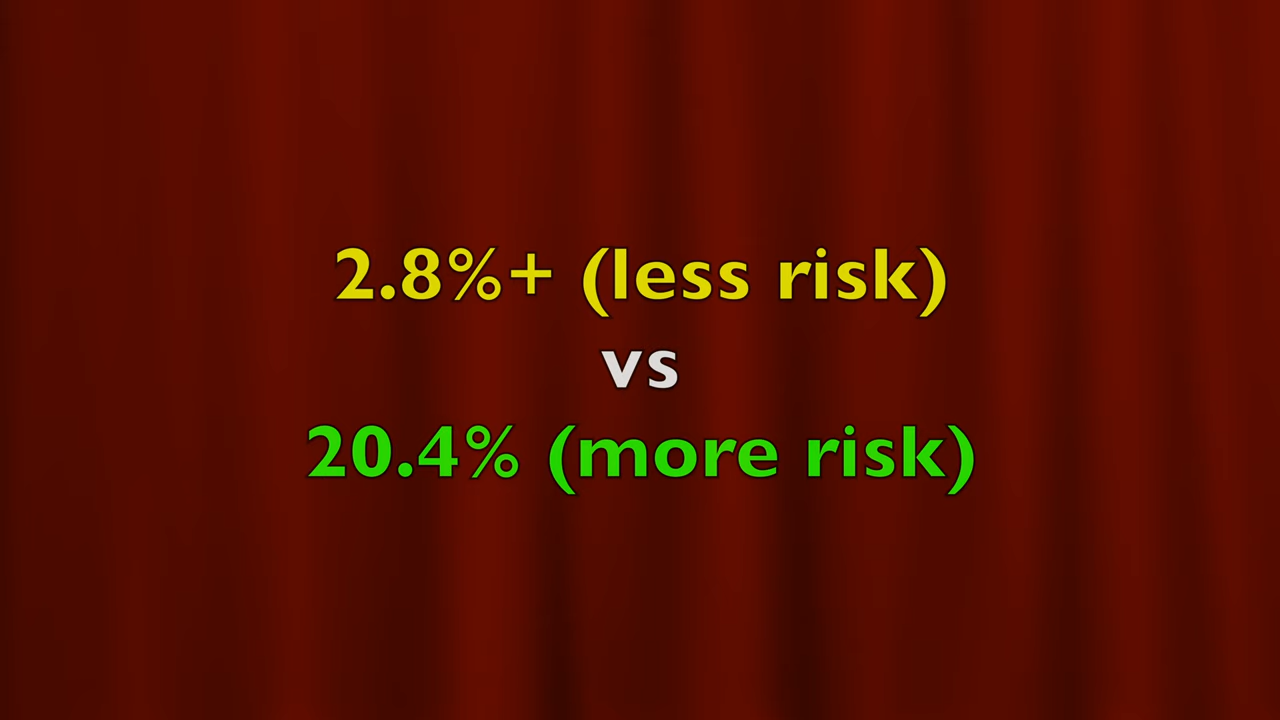 2.8%+ (less risk)
vs
20.4% (more risk)